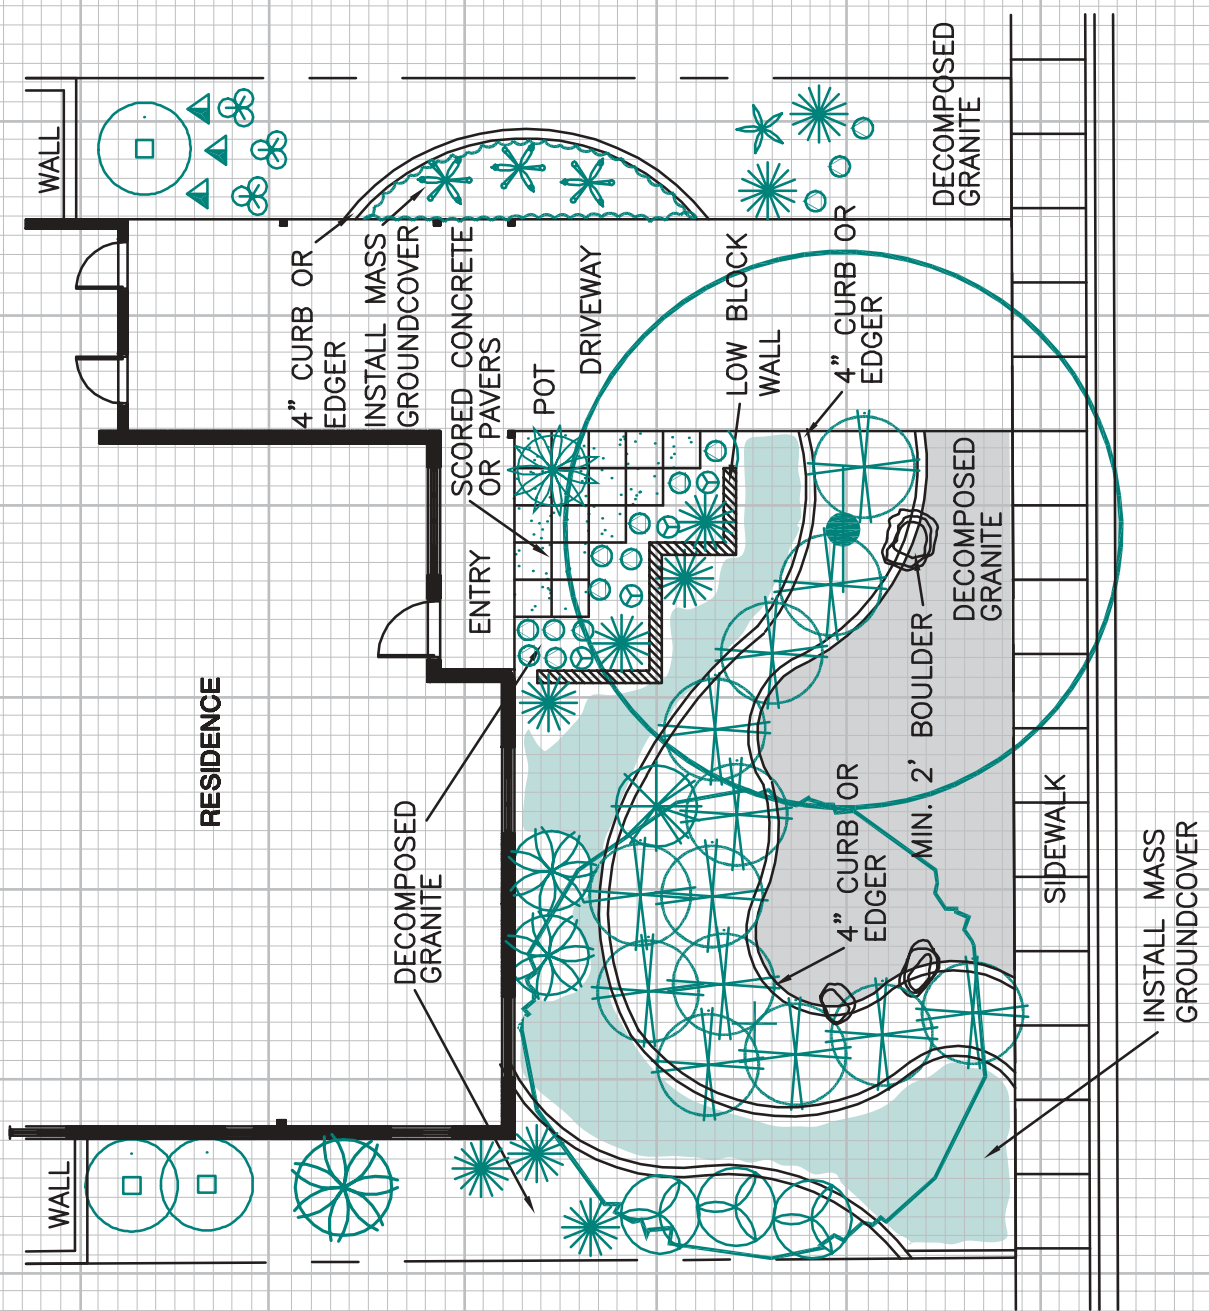 WALL
DECOMPOSED
GRANITE
4” CURB OR
EDGER
INSTALL MASS
GROUNDCOVER
SCORED CONCRETE
OR PAVERS
POT
DRIVEWAY
LOW BLOCK
WALL
4” CURB OR
EDGER
ENTRY
DECOMPOSED
GRANITE
RESIDENCE
DECOMPOSED
GRANITE
MIN. 2’ BOULDER
4” CURB OR
EDGER
SIDEWALK
INSTALL MASS
GROUNDCOVER
WALL